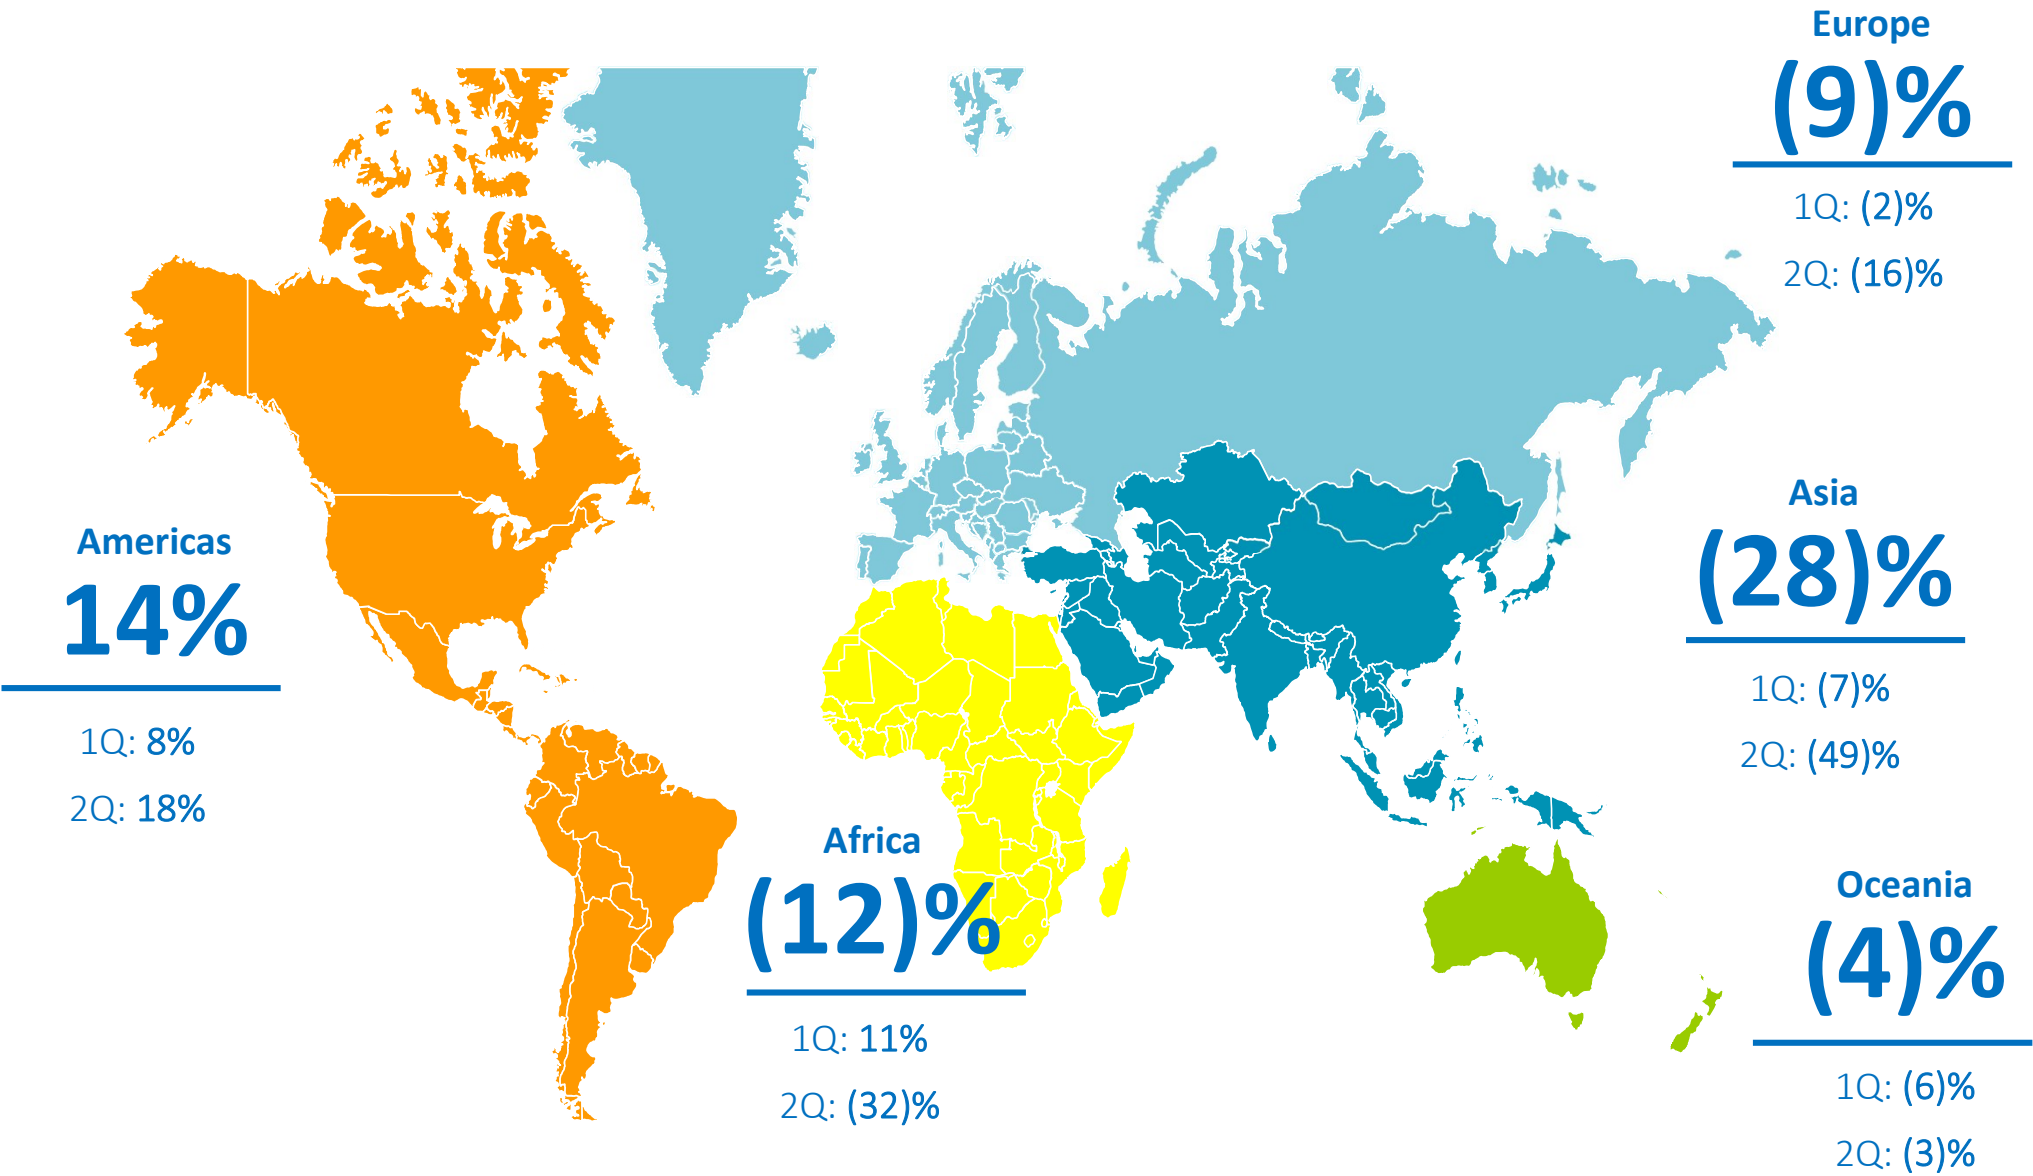 Europe
(9)%
1Q: (2)%
2Q: (16)%
Asia
(28)%
1Q: (7)%
2Q: (49)%
Americas
14%
1Q: 8%
2Q: 18%
Africa
(12)%
1Q: 11%
2Q: (32)%
Oceania
(4)%
1Q: (6)%
2Q: (3)%